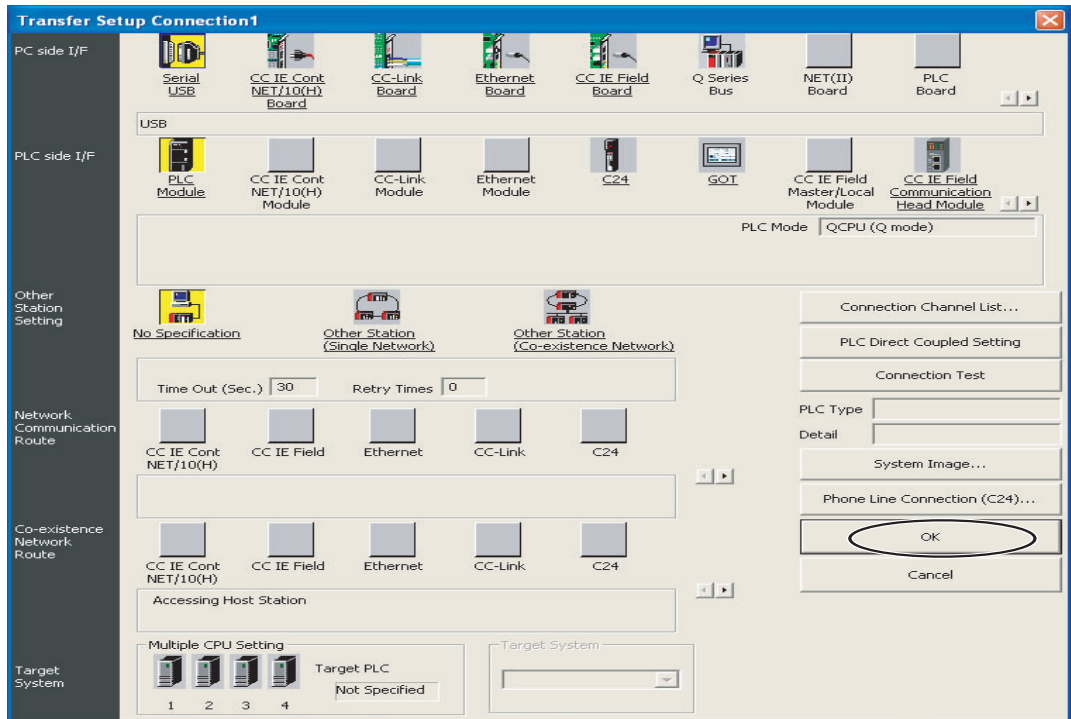 Transfer Setup Connection1
PC side I/F
Serial
USB
CC IE Cont
NET/10(H)
Board
CC-Link
Board
Ethernet
Board
CC IE Field
Board
Q Series
Bus
NET(II)
Board
PLC
Board
USB
PLC side I/F
PLC
Module
CC IE Cont
NET/10(H)
Module
CC-Link
Module
Ethernet
Module
C24
GOT
CC IE Field
Master/Local
Module
CC IE Field
Communication
Head Module
PLC Mode QCPU (Q mode)
Other
Station
Setting
No Specification
Other Station
(Single Network)
Other Station
(Co-existence Network)
Time Out (Sec.) 30 Retry Times 0
Connection Channel List...
PLC Direct Coupled Setting
Connection Test
PLC Type
Detail
System Image...
Phone Line Connection (C24)...
OK
Cancel
Network
Communication
Route
CC IE Cont
NET/10(H)
CC IE Field
Ethernet
CC-Link
C24
Co-existence
Network
Route
CC IE Cont
NET/10(H)
CC IE Field
Ethernet
CC-Link
C24
Accessing Host Station
Target
System
Multiple CPU Setting
1 2 3 4
Target PLC
Not Specified
Target System